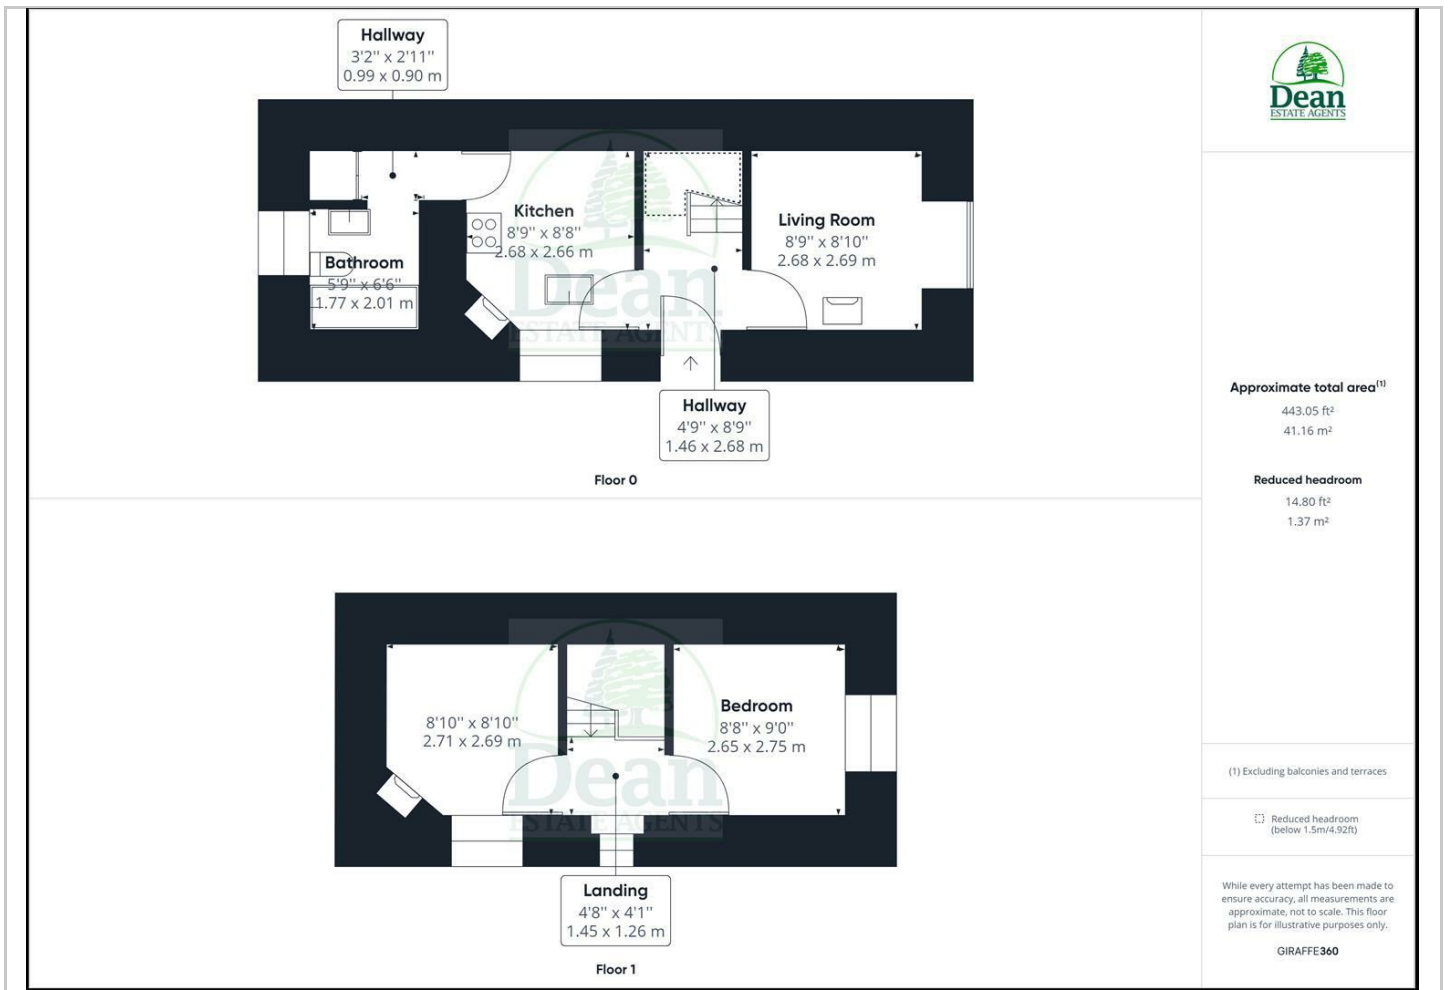 Hallway
3'2" x 2'11"
0.99 x 0.90 m
Kitchen
8'9" x 8'8"
2.68 x 2.66 m
Living Room
8'9" x 8'10"
2.68 x 2.69 m
Bathroom
5'9" x 6'6"
1.77 x 2.01 m
Dean
ESTATE AGENTS
Hallway
4'9" x 8'9"
1.46 x 2.68 m
Floor 0
8'10" x 8'10"
2.71 x 2.69 m
Bedroom
8'8" x 9'0"
2.65 x 2.75 m
Dean
ESTATE AGENTS
Landing
4'8" x 4'1"
1.45 x 1.26 m
Floor 1
Dean
ESTATE AGENTS
Approximate total area(1)
443.05 ft²
41.16 m²
Reduced headroom
14.80 ft²
1.37 m²
(1) Excluding balconies and terraces
Reduced headroom
(below 1.5m/4.92ft)
While every attempt has been made to
ensure accuracy, all measurements are
approximate, not to scale. This floor
plan is for illustrative purposes only.
GIRAFFE360